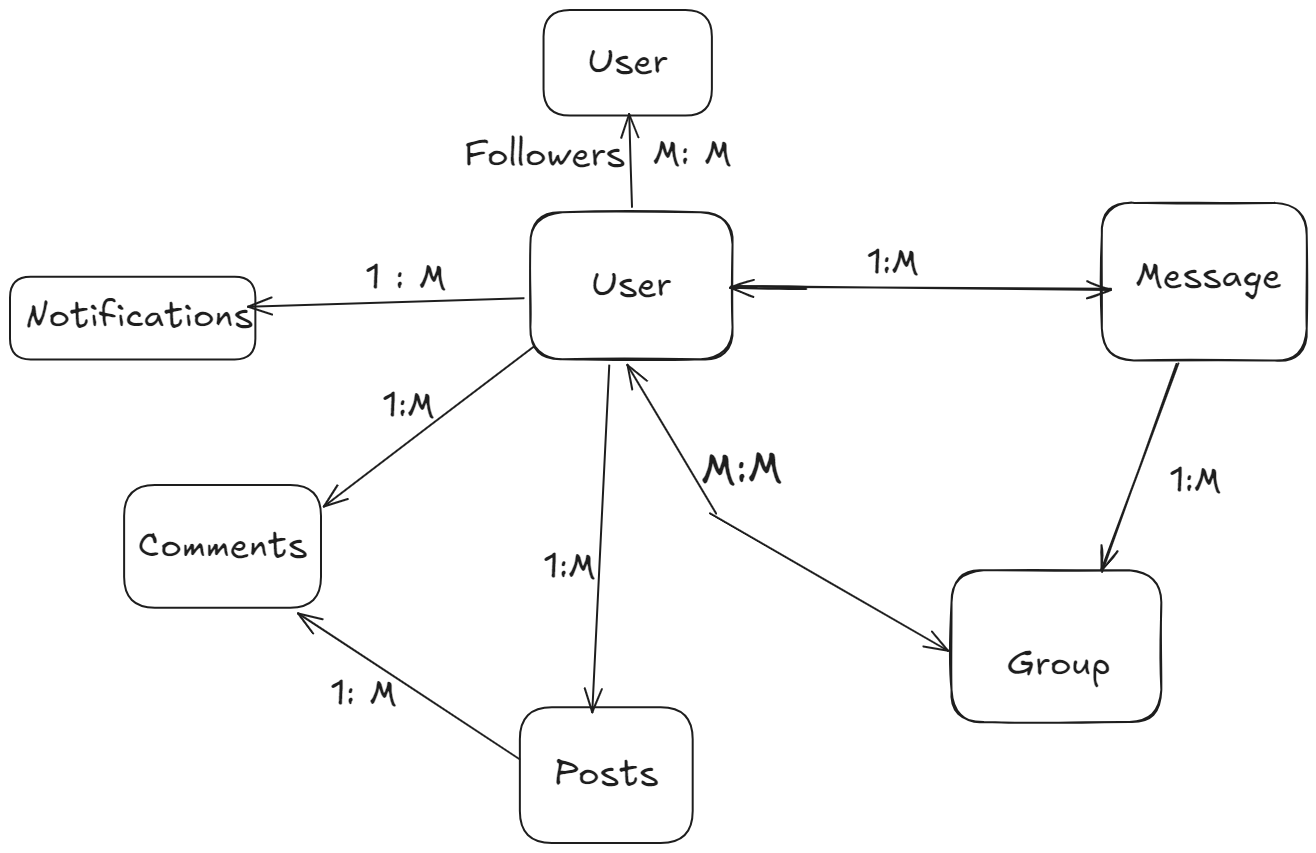 User
Followers M: M
User
1:M
Message
1 : M
Notifications
1:M
M:M
1:M
Comments
1:M
Group
1: M
Posts